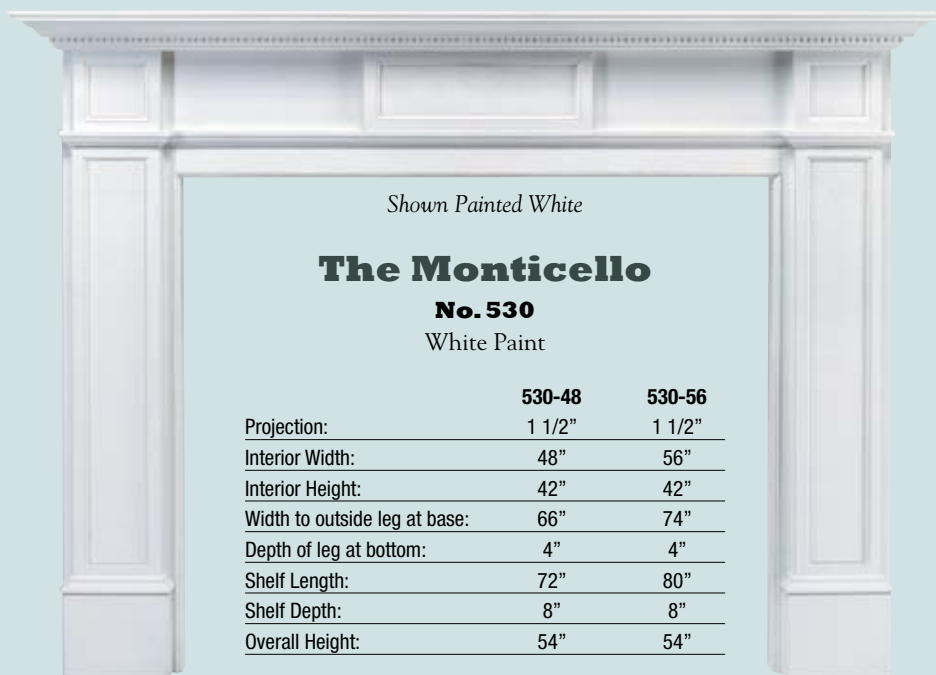 Shown Painted White
The Monticello
No. 530
White Paint
530-48 530-56
Projection: 1 1/2” 1 1/2”
Interior Width: 48” 56”
Interior Height: 42” 42”
Width to outside leg at base: 66” 74”
Depth of leg at bottom: 4” 4”
Shelf Length: 72” 80”
Shelf Depth: 8” 8”
Overall Height: 54” 54”